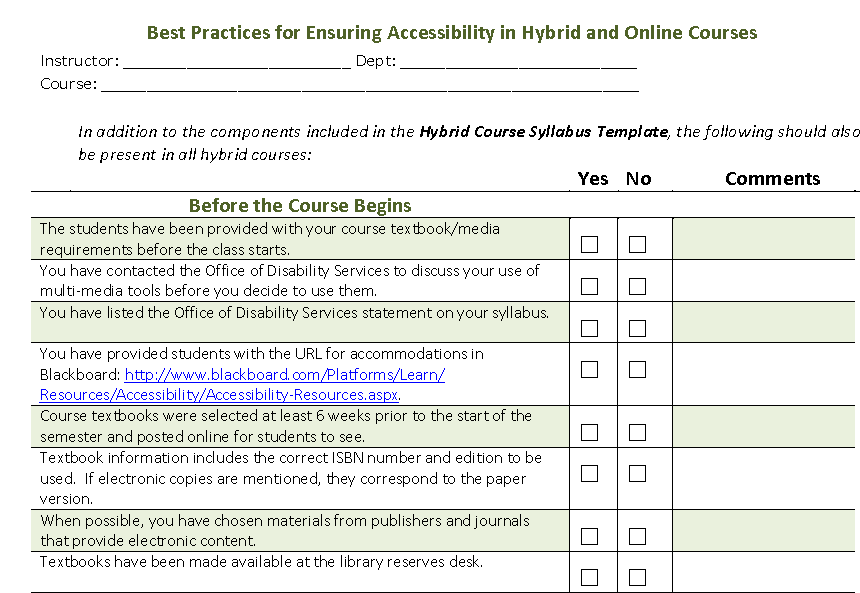 Best Practices for Ensuring Accessibility in Hybrid and Online Courses
Instructor: _________________________ Dept: __________________________
Course: ___________________________________________________________
In addition to the components included in the Hybrid Course Syllabus Template, the following should also
be present in all hybrid courses:
Yes No Comments
Before the Course Begins
The students have been provided with your course textbook/media
requirements before the class starts.
You have contacted the Office of Disability Services to discuss your use of
multi-media tools before you decide to use them.
You have listed the Office of Disability Services statement on your syllabus.
You have provided students with the URL for accommodations in
Blackboard: http://www.blackboard.com/Platforms/Learn/
Resources/Accessibility/Accessibility-Resources.aspx.
Course textbooks were selected at least 6 weeks prior to the start of the
semester and posted online for students to see.
Textbook information includes the correct ISBN number and edition to be
used. If electronic copies are mentioned, they correspond to the paper
version.
When possible, you have chosen materials from publishers and journals
that provide electronic content.
Textbooks have been made available at the library reserves desk.